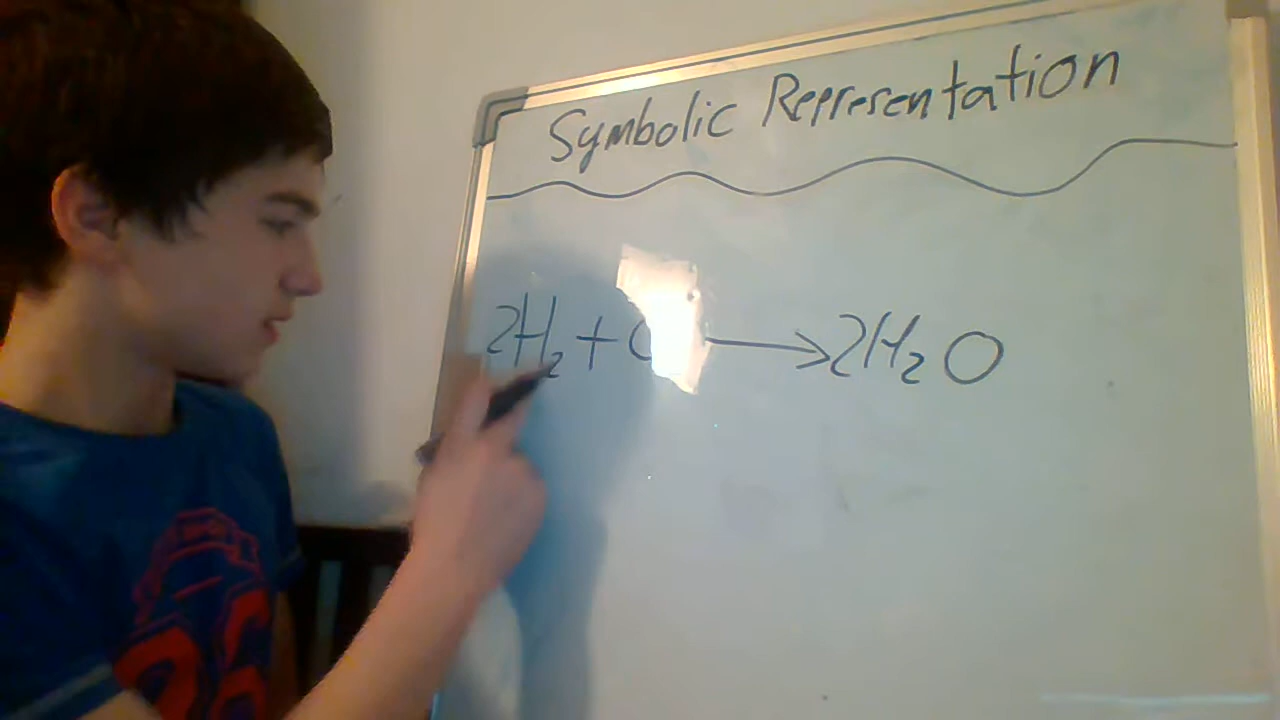 Symbolic Representation
2H₂ + → 2H₂O